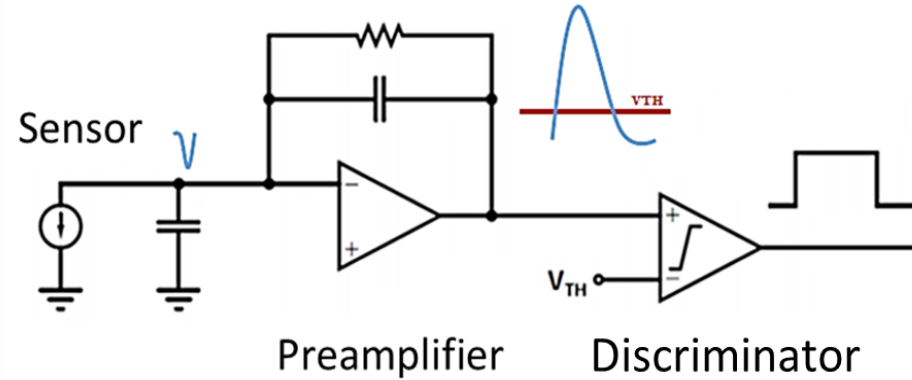 Sensor
VTH
−
+
+
−
V_TH
Preamplifier
Discriminator